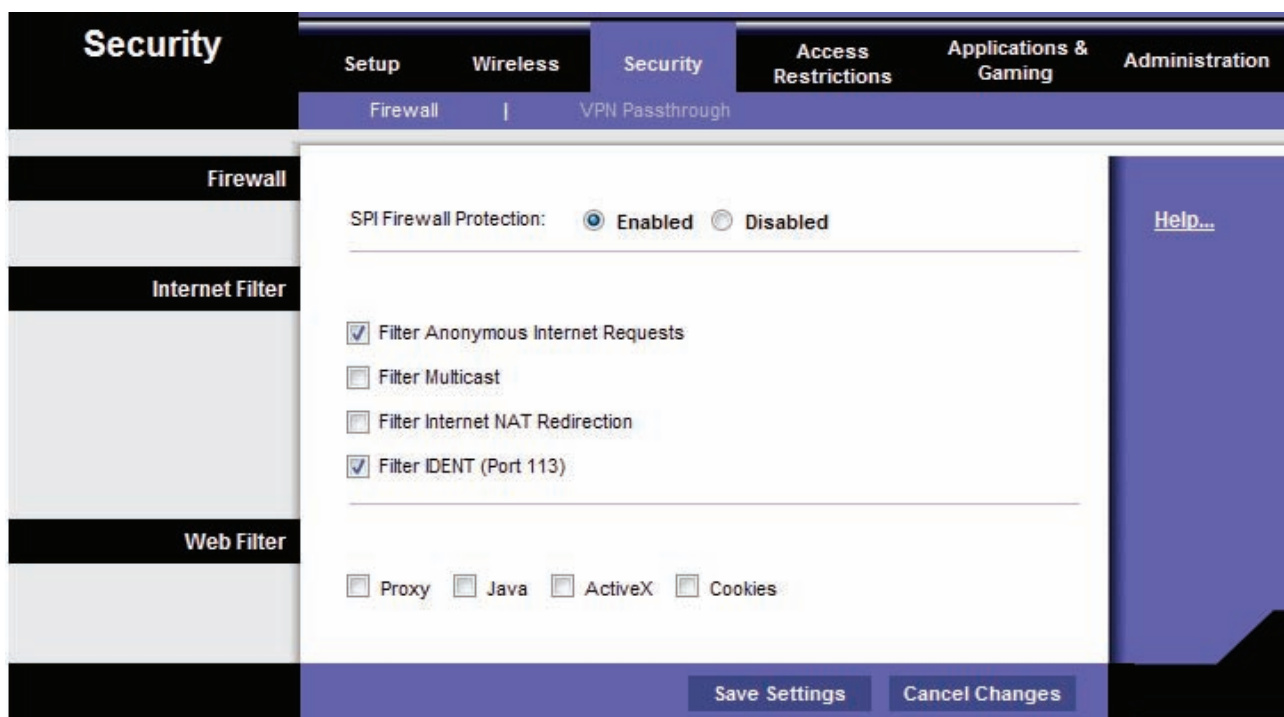 Security
Setup
Wireless
Security
Access
Restrictions
Applications &
Gaming
Administration
Firewall | VPN Passthrough
Firewall
SPI Firewall Protection: Enabled Disabled
Help...
Internet Filter
Filter Anonymous Internet Requests
Filter Multicast
Filter Internet NAT Redirection
Filter IDENT (Port 113)
Web Filter
Proxy Java ActiveX Cookies
Save Settings Cancel Changes